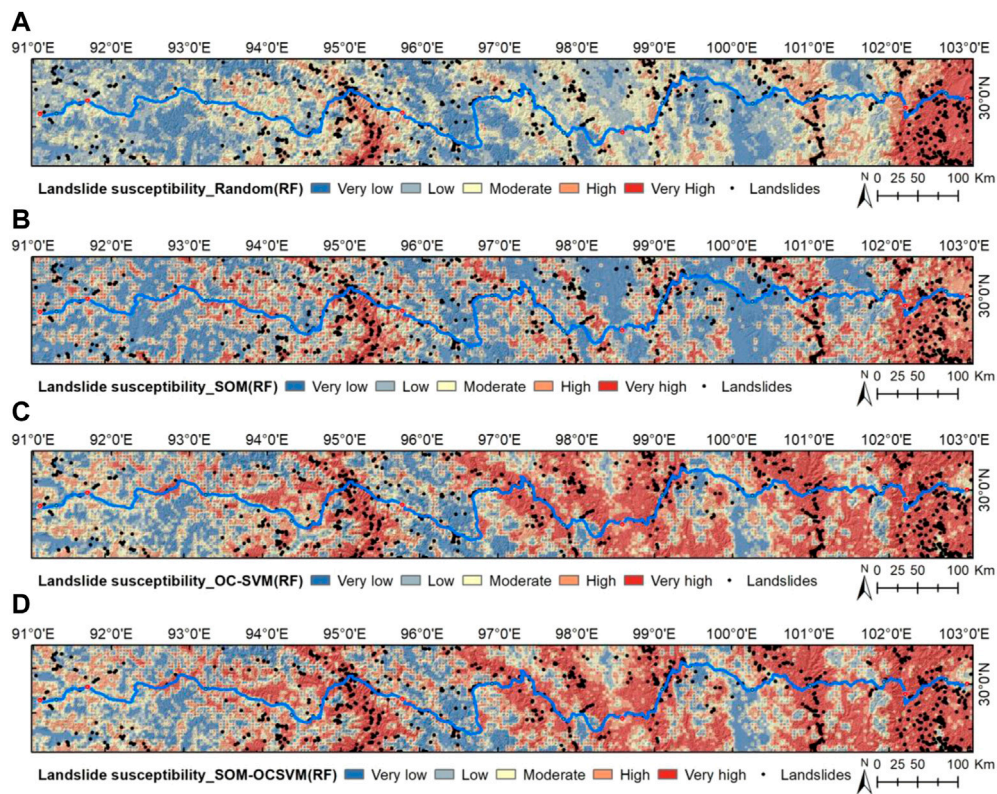 A
91°0'E 92°0'E 93°0'E 94°0'E 95°0'E 96°0'E 97°0'E 98°0'E 99°0'E 100°0'E 101°0'E 102°0'E 103°0'E
30°0'N
Landslide susceptibility_Random(RF) Very low Low Moderate High Very High Landslides
N 0 25 50 100 Km
B
91°0'E 92°0'E 93°0'E 94°0'E 95°0'E 96°0'E 97°0'E 98°0'E 99°0'E 100°0'E 101°0'E 102°0'E 103°0'E
30°0'N
Landslide susceptibility_SOM(RF) Very low Low Moderate High Very high Landslides
N 0 25 50 100 Km
C
91°0'E 92°0'E 93°0'E 94°0'E 95°0'E 96°0'E 97°0'E 98°0'E 99°0'E 100°0'E 101°0'E 102°0'E 103°0'E
30°0'N
Landslide susceptibility_OC-SVM(RF) Very low Low Moderate High Very high Landslides
N 0 25 50 100 Km
D
91°0'E 92°0'E 93°0'E 94°0'E 95°0'E 96°0'E 97°0'E 98°0'E 99°0'E 100°0'E 101°0'E 102°0'E 103°0'E
30°0'N
Landslide susceptibility_SOM-OCSVM(RF) Very low Low Moderate High Very high Landslides
N 0 25 50 100 Km